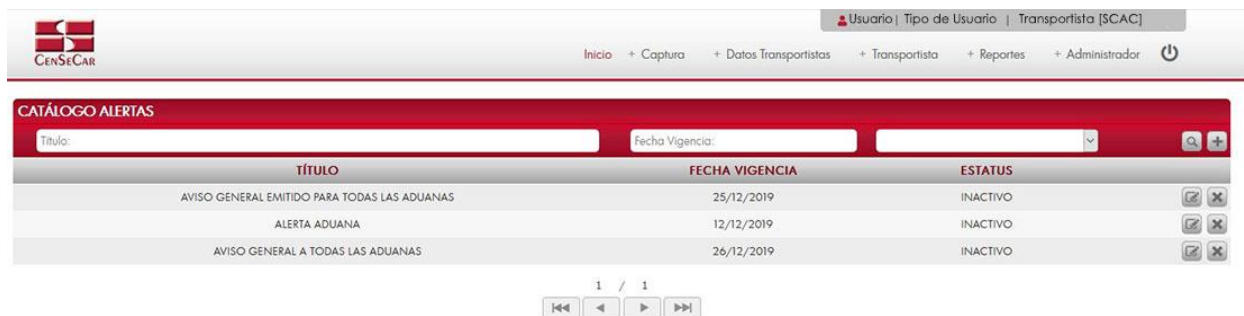 Usuario | Tipo de Usuario | Transportista [SCAC]
CENSECAR
Inicio + Captura + Datos Transportistas + Transportista + Reportes + Administrador
CATÁLOGO ALERTAS
Título: Fecha Vigencia:
TÍTULO FECHA VIGENCIA ESTATUS
AVISO GENERAL EMITIDO PARA TODAS LAS ADUANAS 25/12/2019 INACTIVO
ALERTA ADUANA 12/12/2019 INACTIVO
AVISO GENERAL A TODAS LAS ADUANAS 26/12/2019 INACTIVO
1 / 1